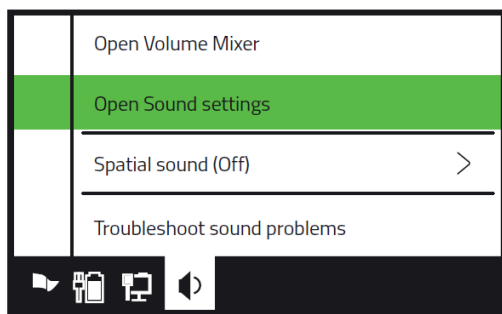 Open Volume Mixer
Open Sound settings
Spatial sound (Off)
Troubleshoot sound problems